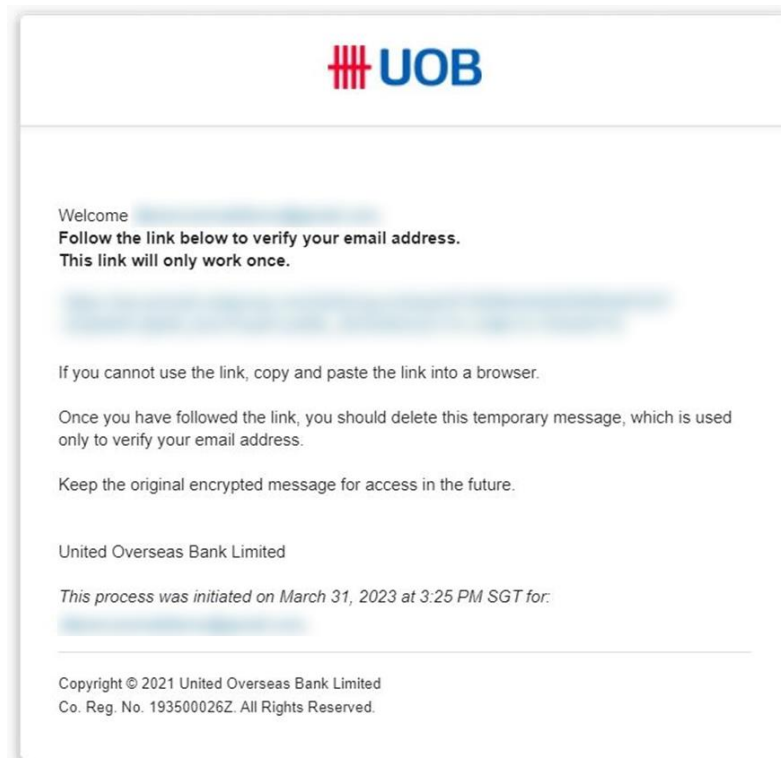 UOB
Welcome
Follow the link below to verify your email address.
This link will only work once.
If you cannot use the link, copy and paste the link into a browser.
Once you have followed the link, you should delete this temporary message, which is used
only to verify your email address.
Keep the original encrypted message for access in the future.
United Overseas Bank Limited
This process was initiated on March 31, 2023 at 3:25 PM SGT for:
Copyright © 2021 United Overseas Bank Limited
Co. Reg. No. 193500026Z. All Rights Reserved.